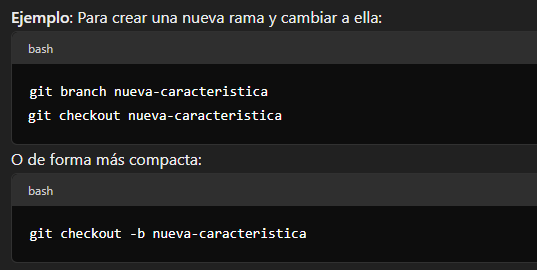 Ejemplo: Para crear una nueva rama y cambiar a ella:
bash
git branch nueva-caracteristica
git checkout nueva-caracteristica
O de forma más compacta:
bash
git checkout -b nueva-caracteristica